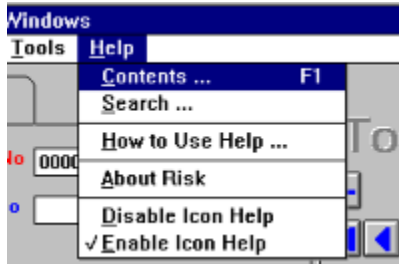 Windows
Tools Help
Contents ... F1
Search ...
To
How to Use Help ...
No 0000
About Risk
o
Disable Icon Help
✓ Enable Icon Help